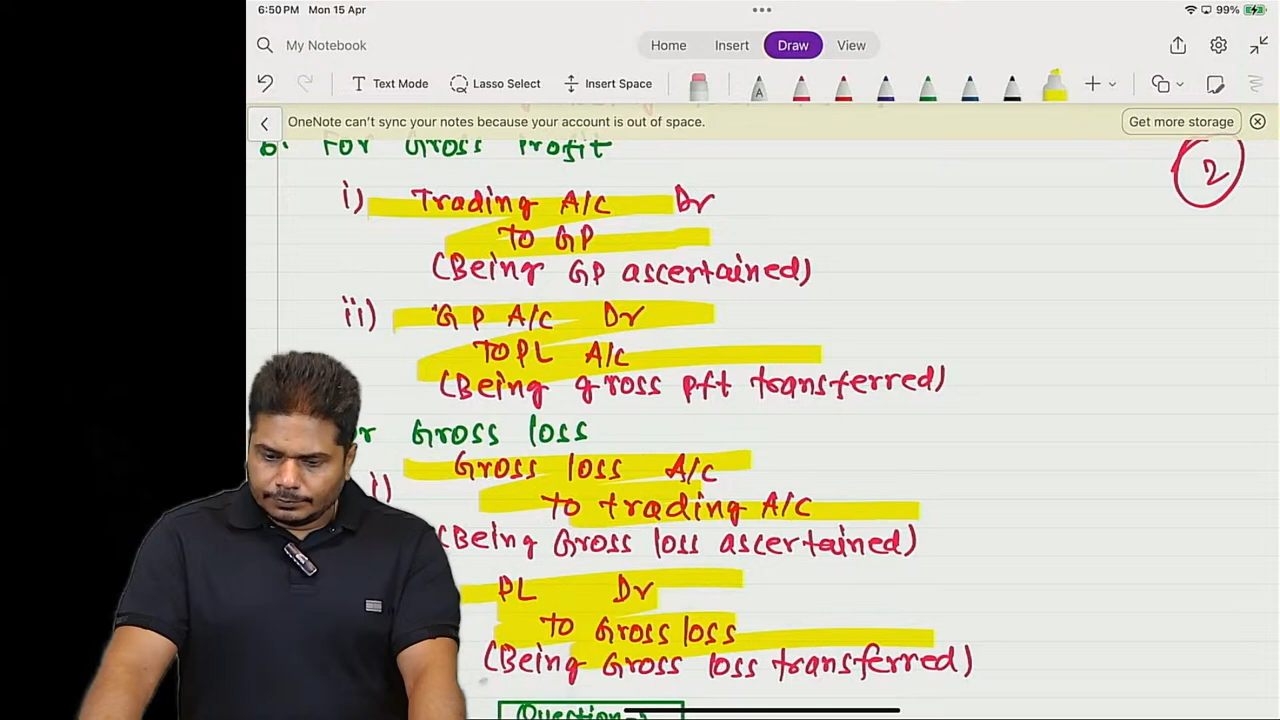 6:50 PM Mon 15 Apr
99%
My Notebook
Home Insert Draw View
Text Mode Lasso Select Insert Space
OneNote can't sync your notes because your account is out of space.
Get more storage
For Gross Profit
2
i) Trading A/C Dr
To GP
(Being GP ascertained)
ii) GP A/C Dr
To PL A/C
(Being gross pft transferred)
Gross loss
i) Gross loss A/C
to trading A/C
(Being Gross loss ascertained)
PL Dr
to Gross loss
(Being Gross loss transferred)
Question